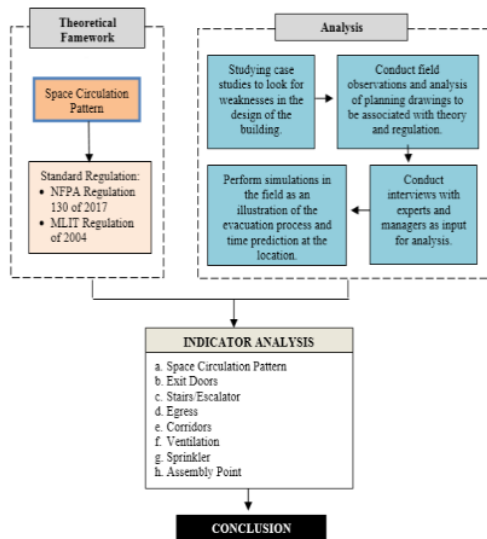 Theoretical
Famework
Space Circulation
Pattern
Standard Regulation:
• NFPA Regulation
130 of 2017
• MLIT Regulation
of 2004
Analysis
Studying case
studies to look for
weaknesses in the
design of the
building.
Conduct field
observations and analysis
of planning drawings to
be associated with theory
and regulation.
Perform simulations in
the field as an
illustration of the
evacuation process and
time prediction at the
location.
Conduct
interviews with
experts and
managers as input
for analysis.
INDICATOR ANALYSIS
a. Space Circulation Pattern
b. Exit Doors
c. Stairs/Escalator
d. Egress
e. Corridors
f. Ventilation
g. Sprinkler
h. Assembly Point
CONCLUSION